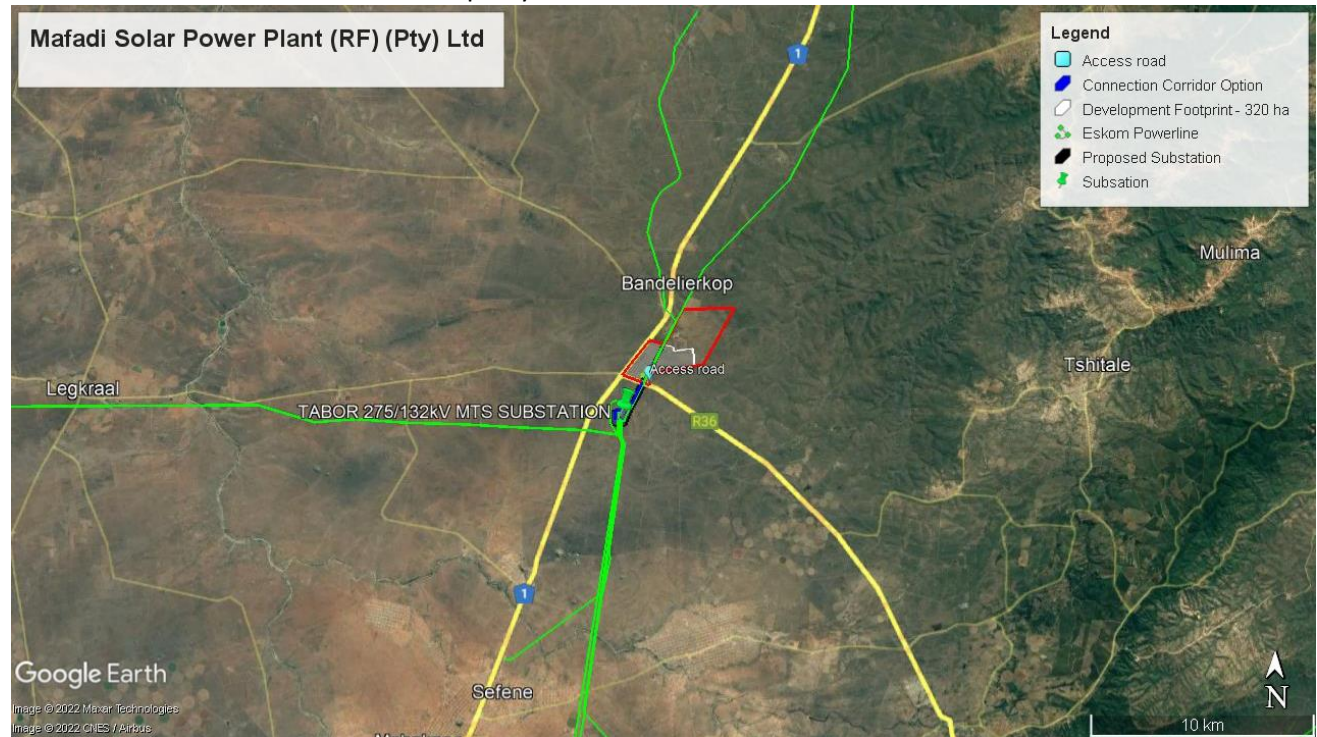 Mafadi Solar Power Plant (RF) (Pty) Ltd
Legend
Access road
Connection Corridor Option
Development Footprint - 320 ha
Eskom Powerline
Proposed Substation
Subsation
1
Mulima
Bandelierkop
Tshitale
Access road
Legkraal
TABOR 275/132kV MTS SUBSTATION
R36
1
Google Earth
Sefene
N
Image © 2022 Maxar Technologies
Image © 2022 CNES / Airbus
10 km